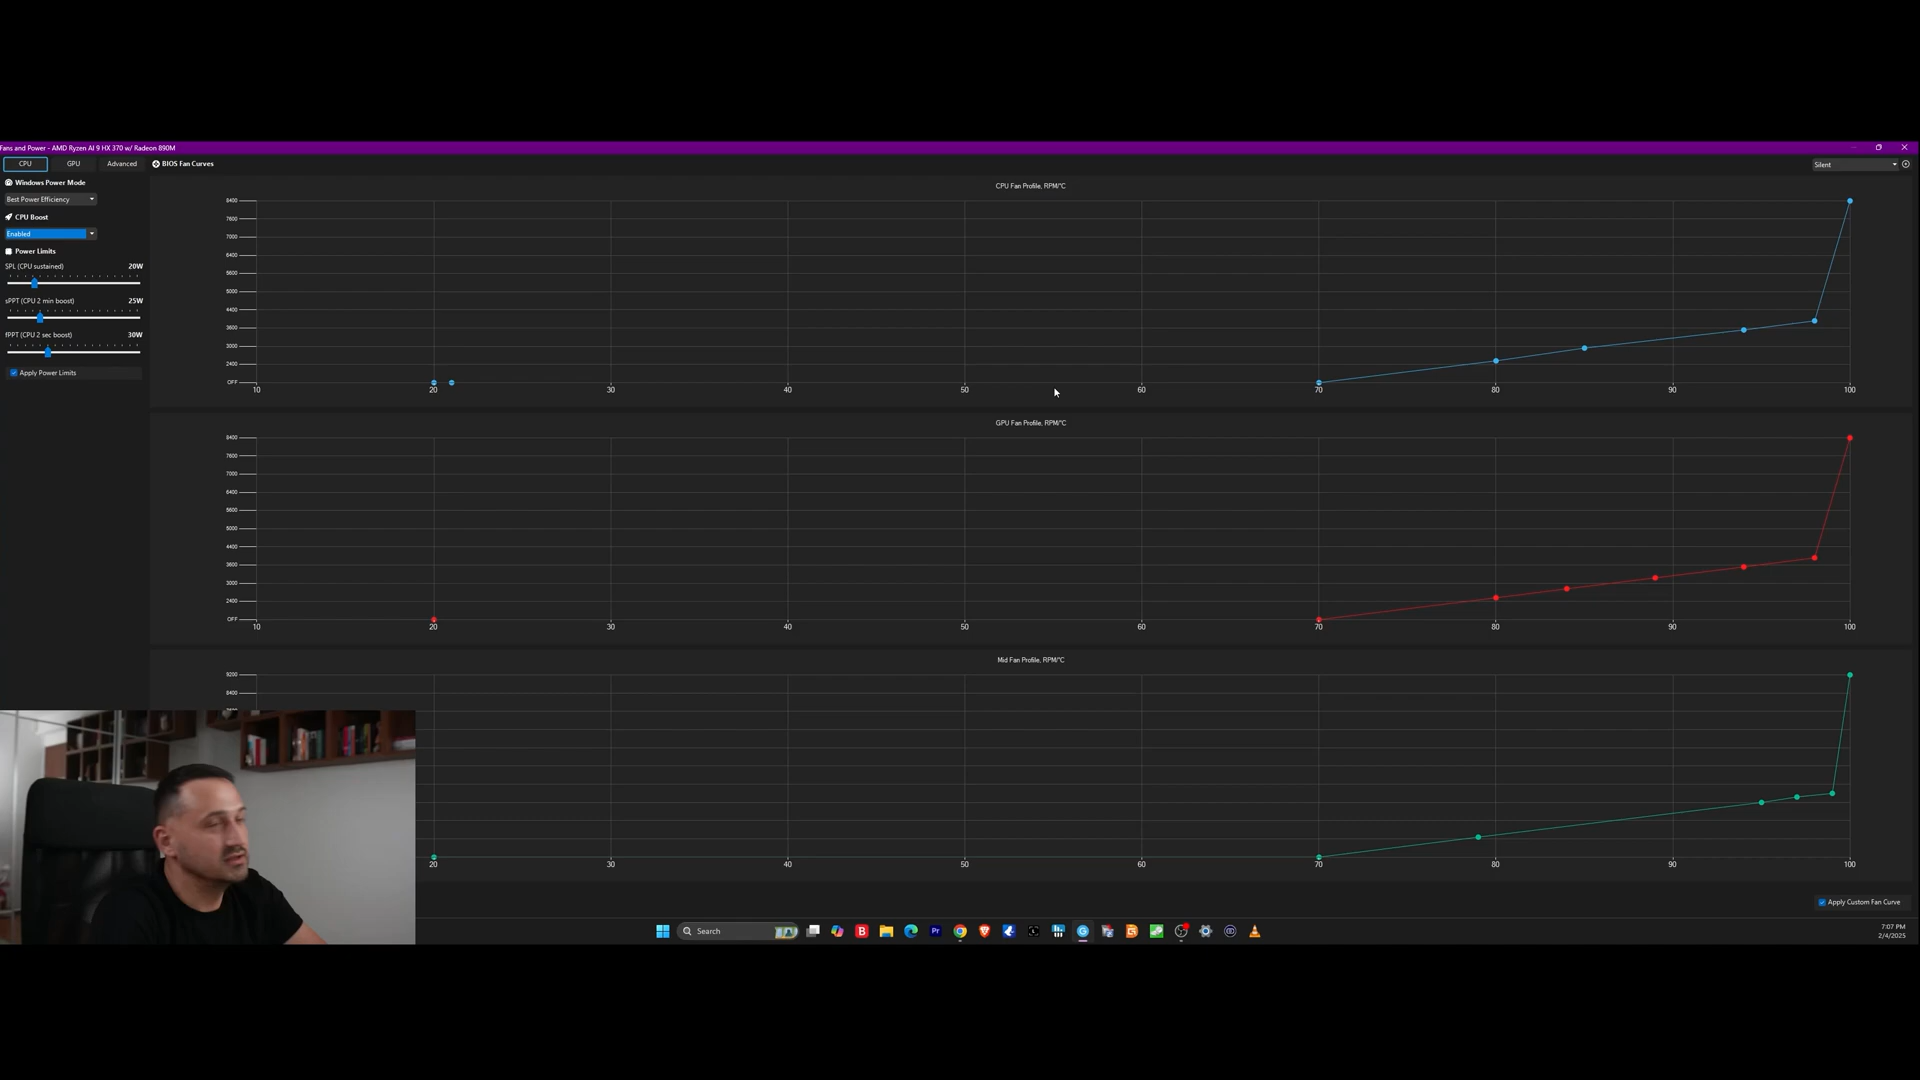 Fans and Power - AMD Ryzen AI 9 HX 370 w/ Radeon 890M
CPU GPU Advanced BIOS Fan Curves Silent
Windows Power Mode
Best Power Efficiency
CPU Boost
Enabled
Power Limits
SPL (CPU sustained) 20W
sPPT (CPU 2 min boost) 25W
fPPT (CPU 2 sec boost) 30W
Apply Power Limits
CPU Fan Profile, RPM/°C
8400
7600
7000
6400
5600
5000
4400
3600
3000
2400
OFF
10 20 30 40 50 60 70 80 90 100
GPU Fan Profile, RPM/°C
8400
7600
7000
6400
5600
5000
4400
3600
3000
2400
OFF
10 20 30 40 50 60 70 80 90 100
Mid Fan Profile, RPM/°C
9200
8400
20 30 40 50 60 70 80 90 100
Apply Custom Fan Curve
Search
7:07 PM
2/4/2025